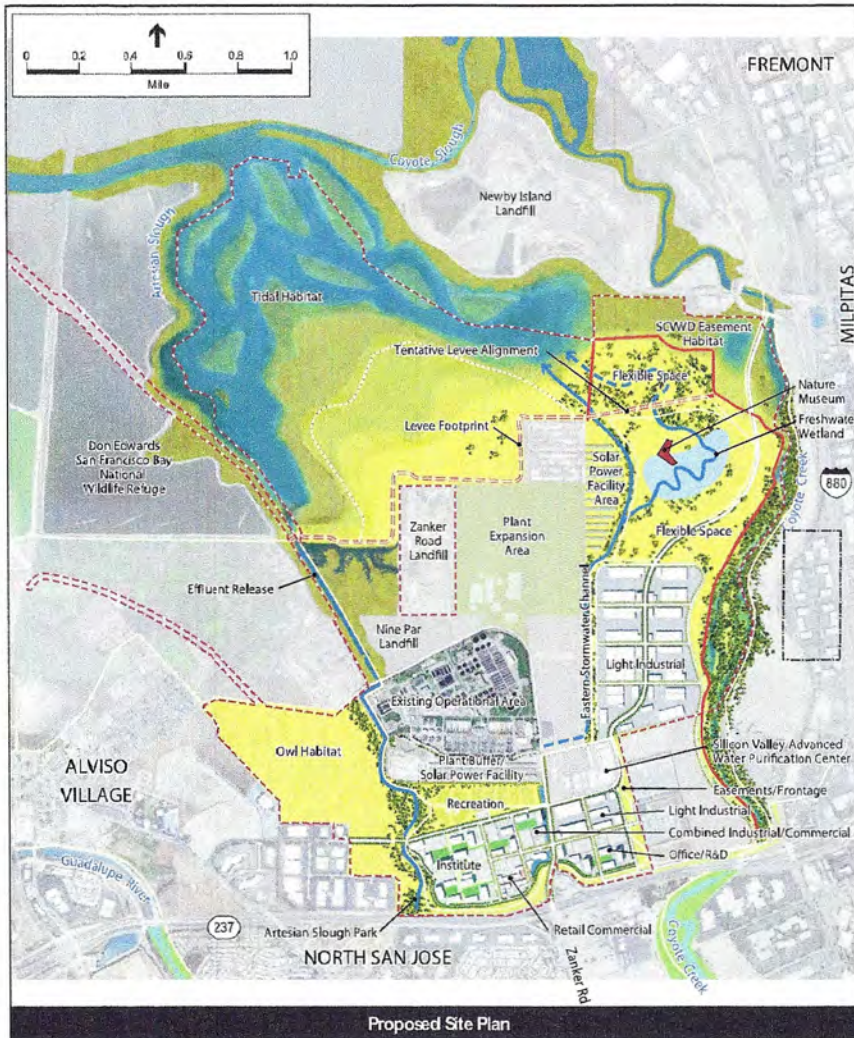 0 0.2 0.4 0.6 0.8 1.0
Mile
FREMONT
Coyote Slough
Newby Island
Landfill
Artesian Slough
MILPITAS
Tidal Habitat
SCVWD Easement
Habitat
Tentative Levee Alignment
Flexible Space
Nature
Museum
Levee Footprint
Freshwater
Wetland
Don Edwards
San Francisco Bay
National
Wildlife Refuge
Solar
Power
Facility
Area
Coyote Creek
880
Zanker
Road
Landfill
Plant
Expansion
Area
Flexible Space
Effluent Release
Eastern Stormwater Channel
Nine Par
Landfill
Light Industrial
Existing Operational Area
Owl Habitat
Silicon Valley Advanced
Water Purification Center
Plant Buffer/
Solar Power Facility
ALVISO
VILLAGE
Easements/Frontage
Recreation
Light Industrial
Combined Industrial/Commercial
Institute
Office/R&D
Guadalupe River
237
Artesian Slough Park
Retail Commercial
NORTH SAN JOSE
Zanker Rd
Coyote Creek
Proposed Site Plan